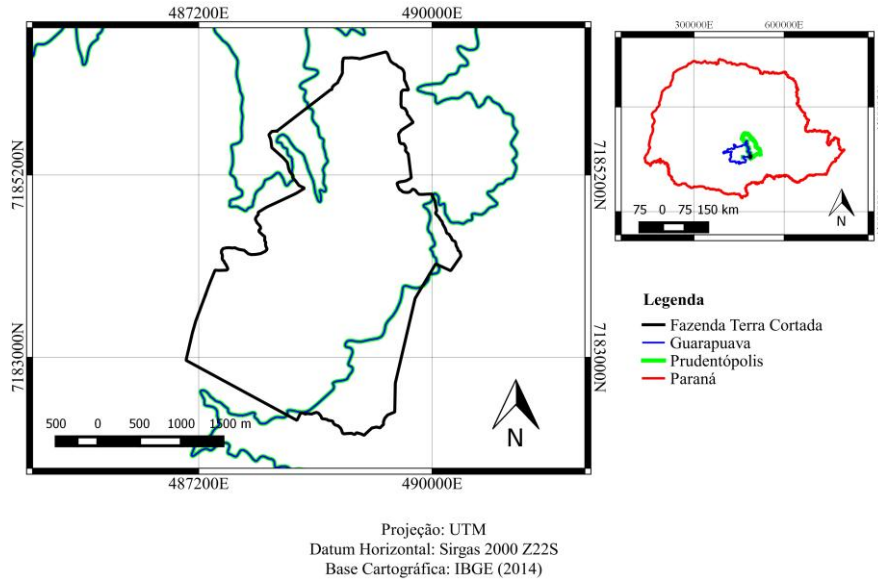 487200E
490000E
7185200N
7185200N
7183000N
7183000N
500 0 500 1000 1500 m
N
487200E
490000E
300000E
600000E
75 0 75 150 km
N
Legenda
Fazenda Terra Cortada
Guarapuava
Prudentópolis
Paraná
Projeção: UTM
Datum Horizontal: Sirgas 2000 Z22S
Base Cartográfica: IBGE (2014)